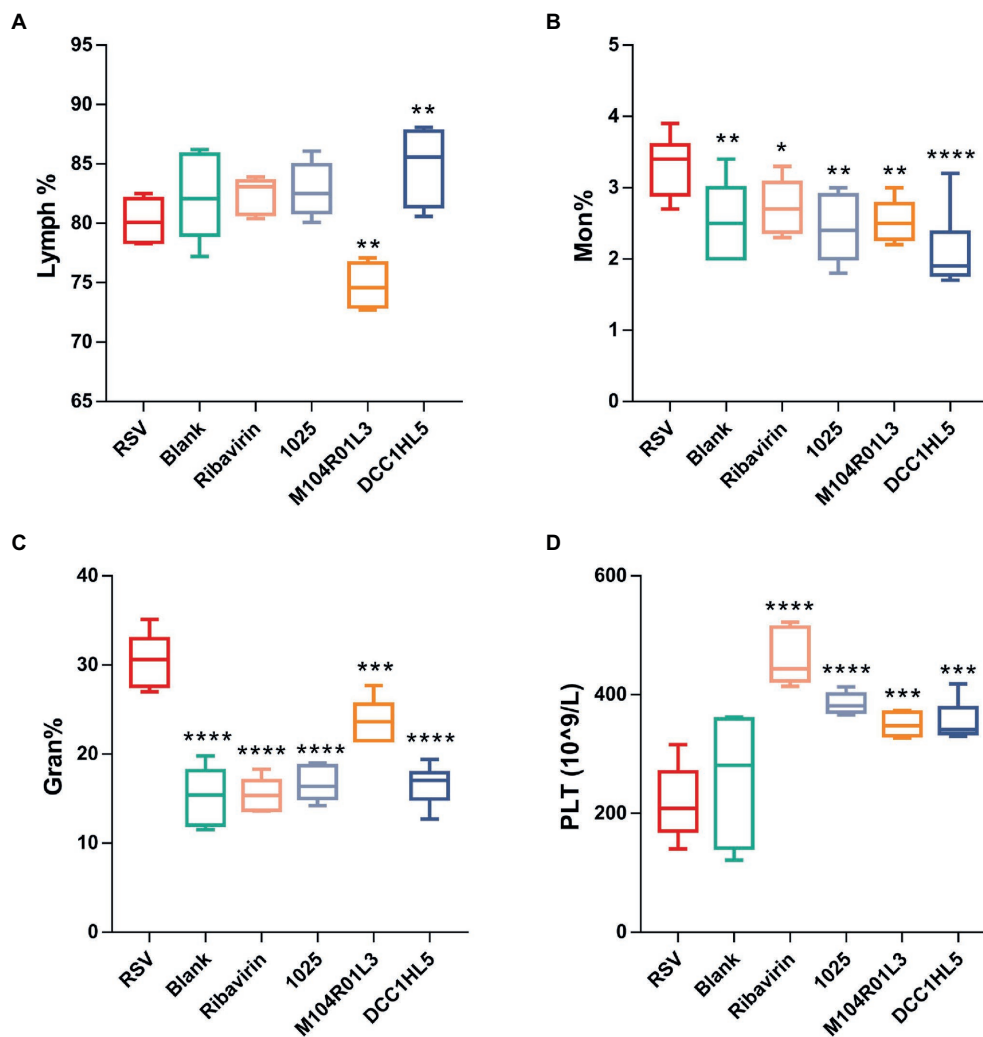 A
Lymph %
95
90
85
80
75
70
65
**
**
RSV
Blank
Ribavirin
1025
M104R01L3
DCC1HL5
B
Mon%
5
4
3
2
1
0
**
*
**
**
****
RSV
Blank
Ribavirin
1025
M104R01L3
DCC1HL5
C
Gran%
40
30
20
10
0
****
****
****
***
****
RSV
Blank
Ribavirin
1025
M104R01L3
DCC1HL5
D
PLT (10^9/L)
600
400
200
0
****
****
***
***
RSV
Blank
Ribavirin
1025
M104R01L3
DCC1HL5